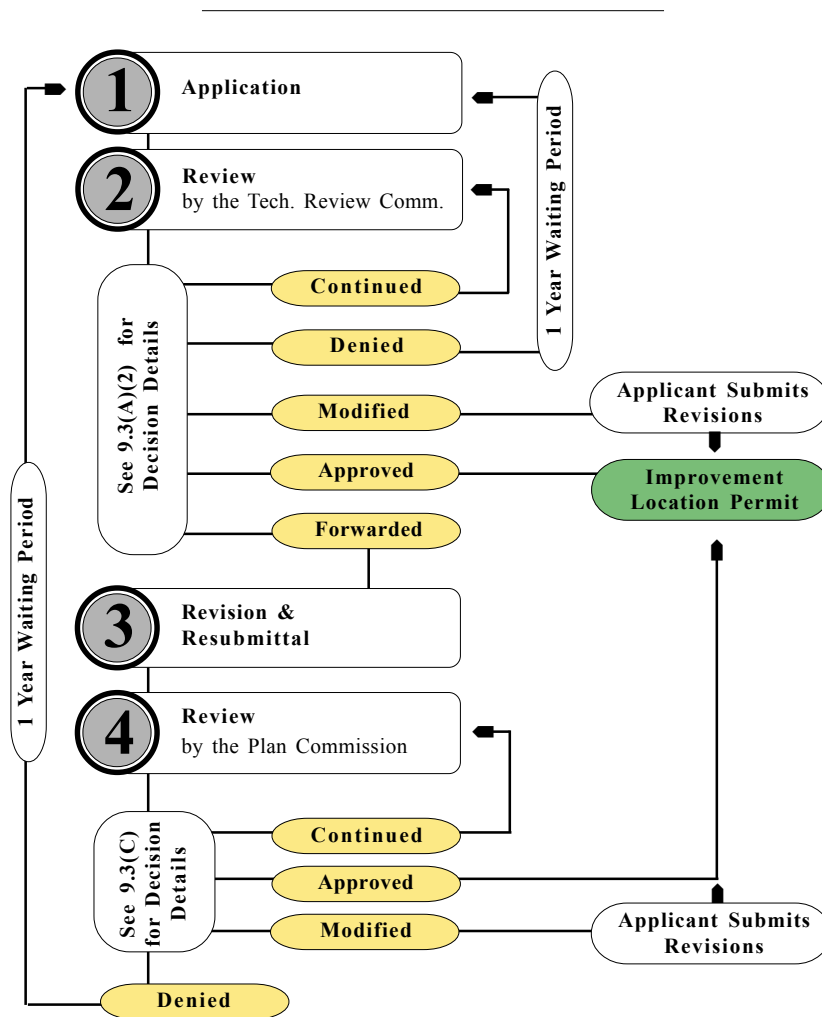 1
Application
2
Review
by the Tech. Review Comm.
1 Year Waiting Period
See 9.3(A)(2) for
Decision Details
Continued
Denied
Modified
Approved
Forwarded
Applicant Submits
Revisions
Improvement
Location Permit
1 Year Waiting Period
3
Revision &
Resubmittal
4
Review
by the Plan Commission
See 9.3(C)
for Decision
Details
Continued
Approved
Modified
Applicant Submits
Revisions
Denied